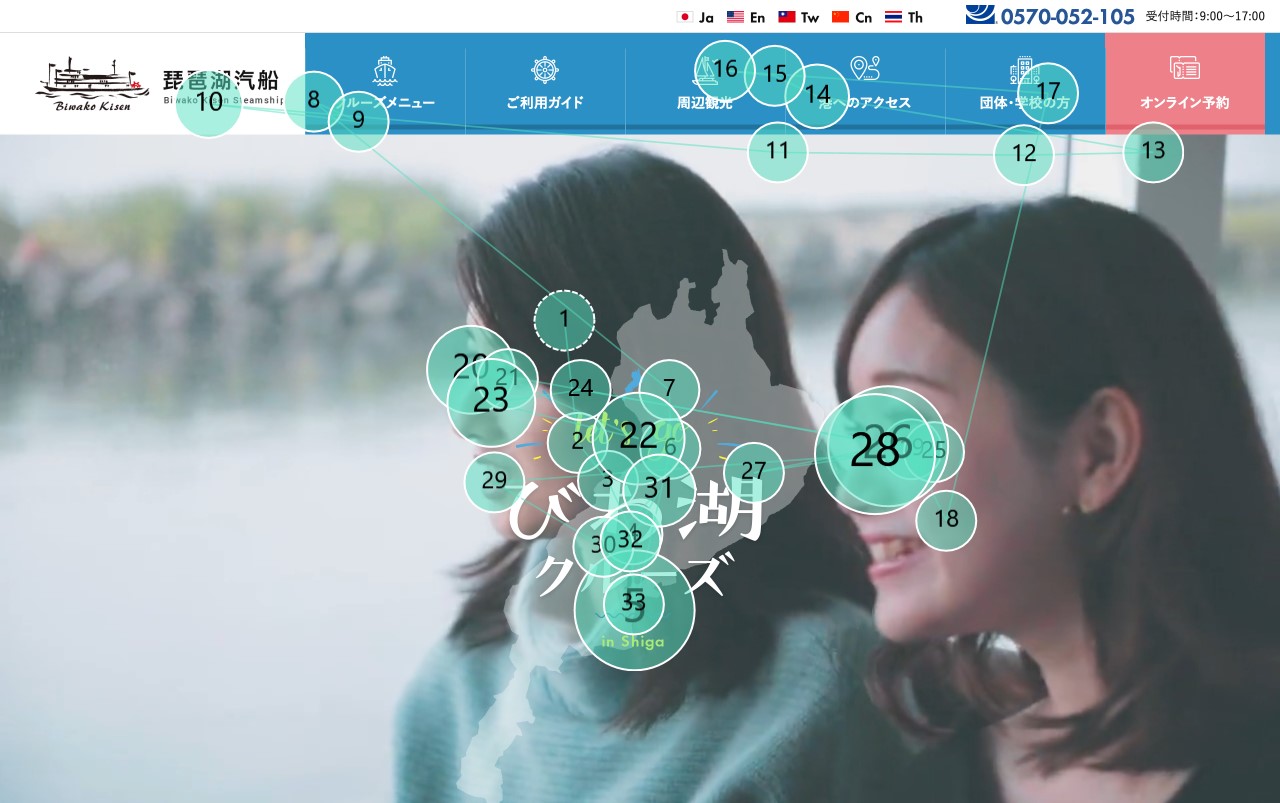 Ja En Tw Cn Th 0570-052-105 受付時間：9:00～17:00
琵琶湖汽船
Biwako Kisen Steamship
Biwako Kisen
ルーズメニュー ご利用ガイド 周辺観光 港へのアクセス 団体・学校の方 オンライン予約
16 15 17
10 8 14
9
11 12 13
1
20 21 24 7
23 22
2 6 28 26 25
27
29 3 31 18
Let's go
び 湖
30 32 4
ク ズ
33 5
in Shiga